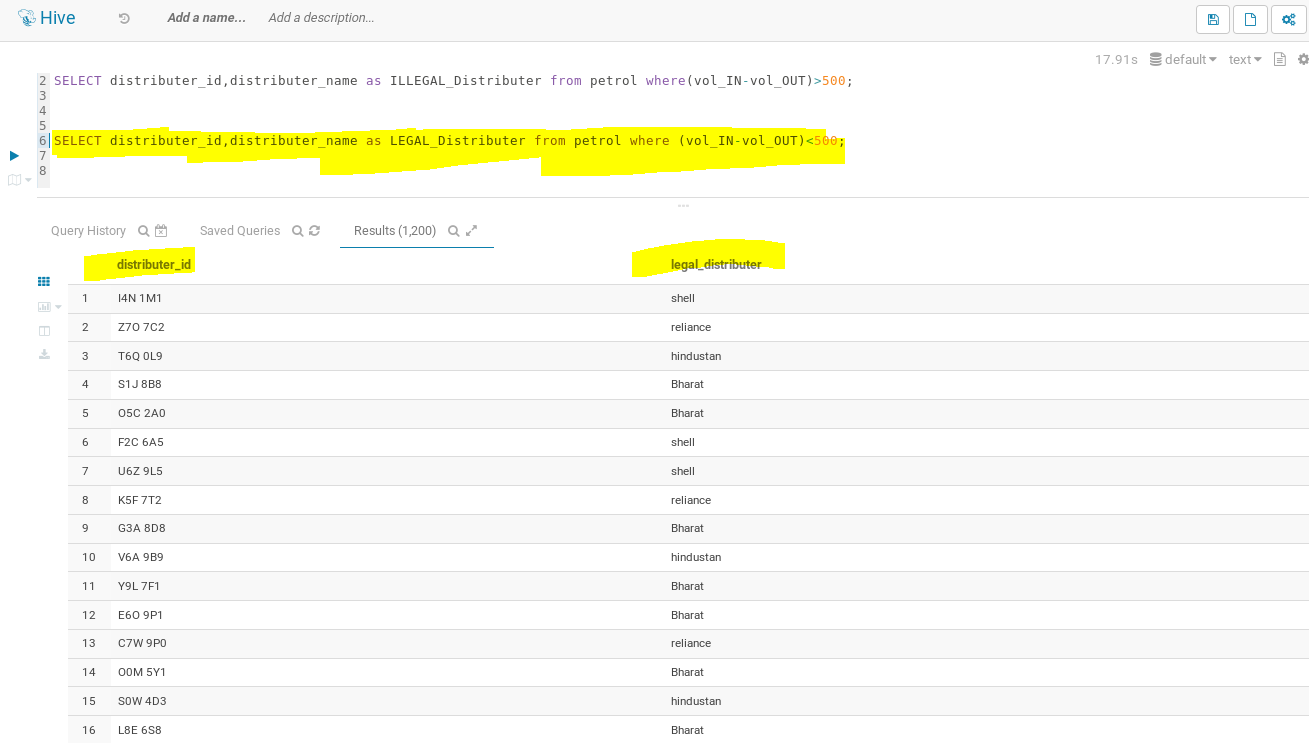 Hive Add a name... Add a description...
17.91s default text
2 SELECT distributer_id,distributer_name as ILLEGAL_Distributer from petrol where(vol_IN-vol_OUT)>500;
3
4
5
6 SELECT distributer_id,distributer_name as LEGAL_Distributer from petrol where (vol_IN-vol_OUT)<500;
7
8
Query History Saved Queries Results (1,200)
distributer_id legal_distributer
1 I4N 1M1 shell
2 Z7O 7C2 reliance
3 T6Q 0L9 hindustan
4 S1J 8B8 Bharat
5 O5C 2A0 Bharat
6 F2C 6A5 shell
7 U6Z 9L5 shell
8 K5F 7T2 reliance
9 G3A 8D8 Bharat
10 V6A 9B9 hindustan
11 Y9L 7F1 Bharat
12 E6O 9P1 Bharat
13 C7W 9P0 reliance
14 O0M 5Y1 Bharat
15 S0W 4D3 hindustan
16 L8E 6S8 Bharat